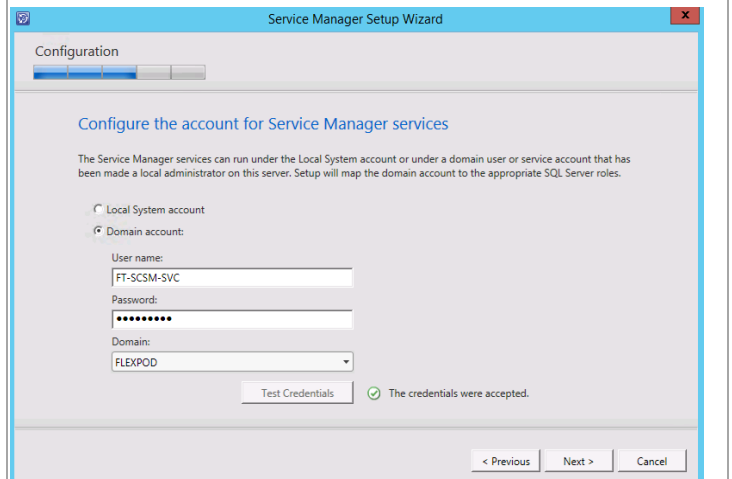 Service Manager Setup Wizard
x
Configuration
Configure the account for Service Manager services
The Service Manager services can run under the Local System account or under a domain user or service account that has
been made a local administrator on this server. Setup will map the domain account to the appropriate SQL Server roles.
Local System account
Domain account:
User name:
FT-SCSM-SVC
Password:
•••••••••
Domain:
FLEXPOD
Test Credentials The credentials were accepted.
< Previous Next > Cancel